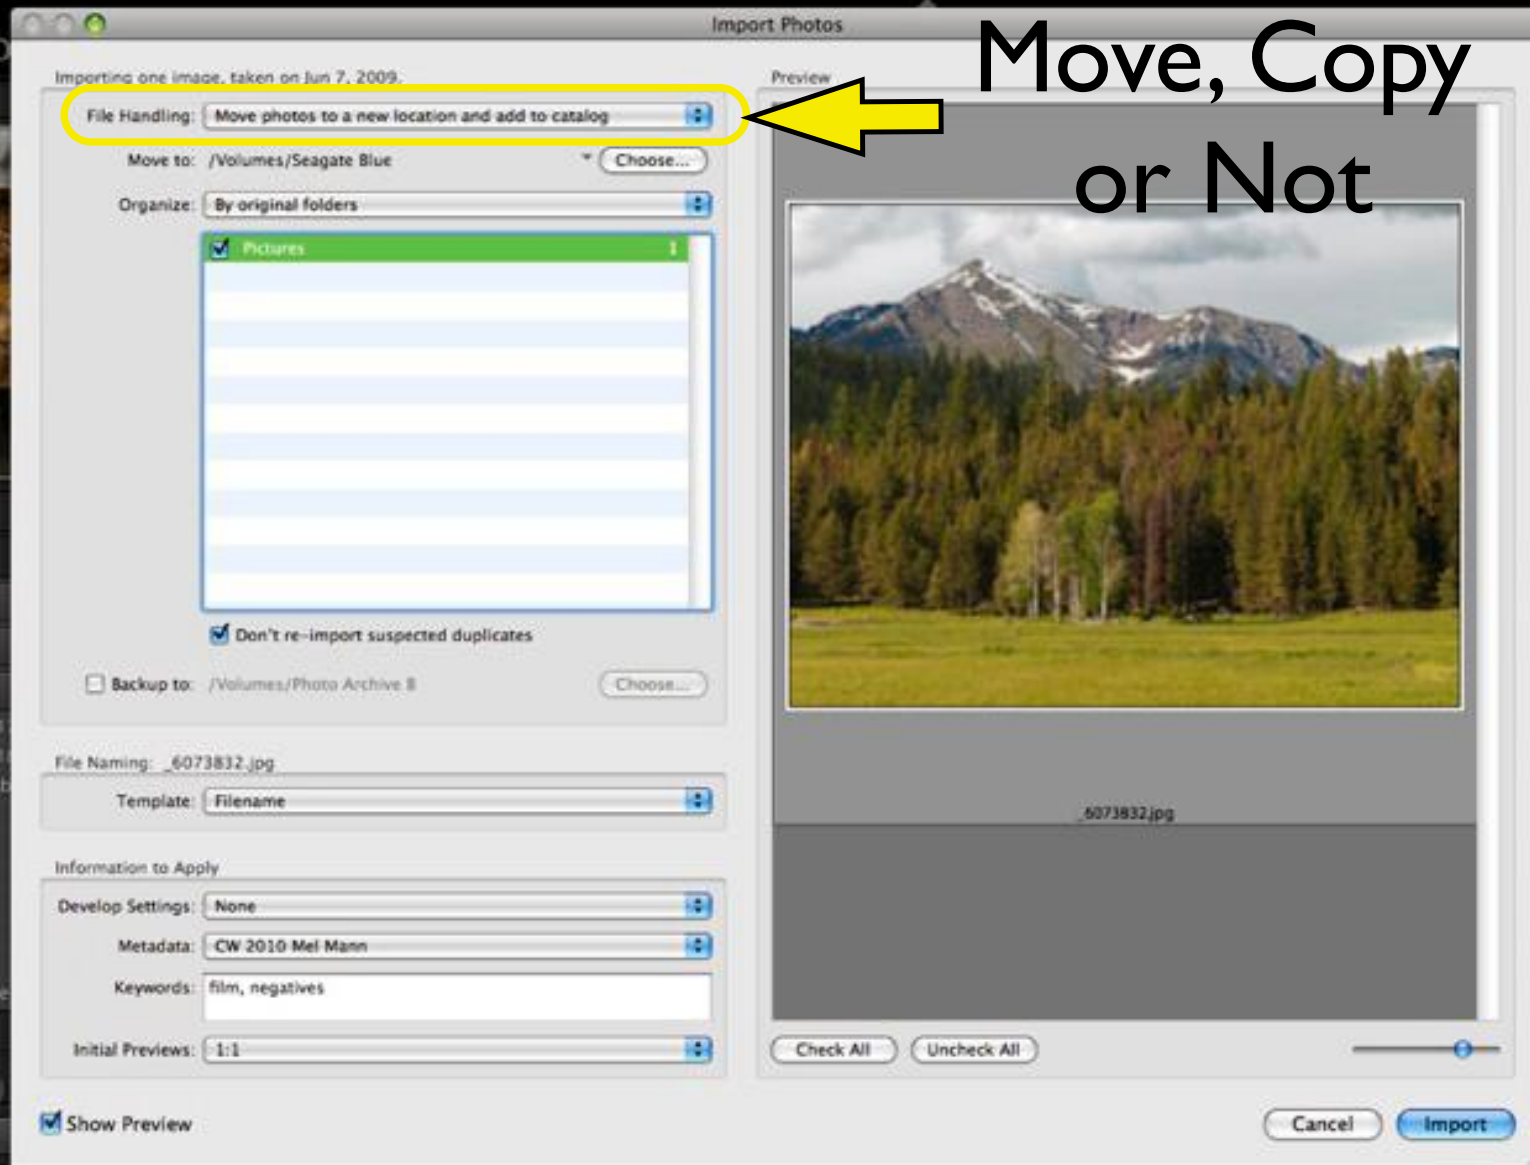 Import Photos
Move, Copy
or Not
Importing one image, taken on Jun 7, 2009.
File Handling: Move photos to a new location and add to catalog
Move to: /Volumes/Seagate Blue Choose...
Organize: By original folders
Pictures 1
Don't re-import suspected duplicates
Backup to: /Volumes/Photo Archive 8 Choose...
File Naming: _6073832.jpg
Template: Filename
Information to Apply
Develop Settings: None
Metadata: CW 2010 Mel Mann
Keywords: film, negatives
Initial Previews: 1:1
Show Preview
Preview
_6073832.jpg
Check All Uncheck All
Cancel Import